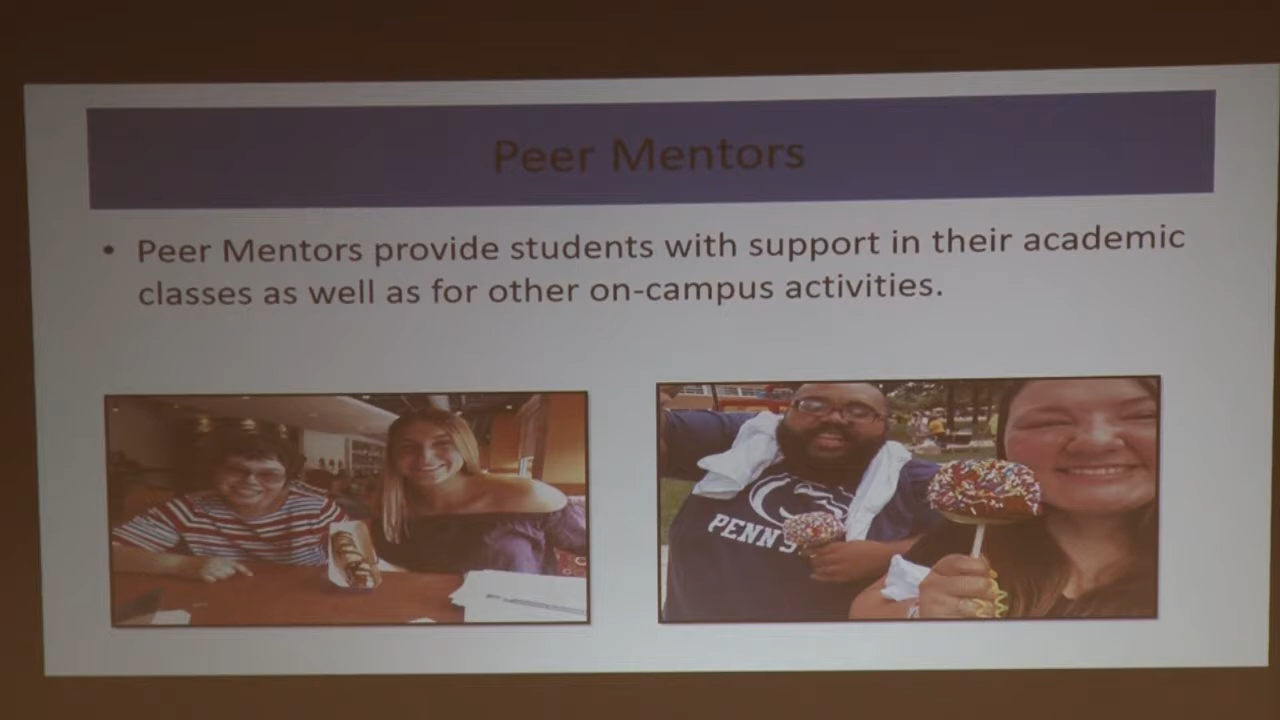 Peer Mentors
• Peer Mentors provide students with support in their academic
classes as well as for other on-campus activities.
PENN S